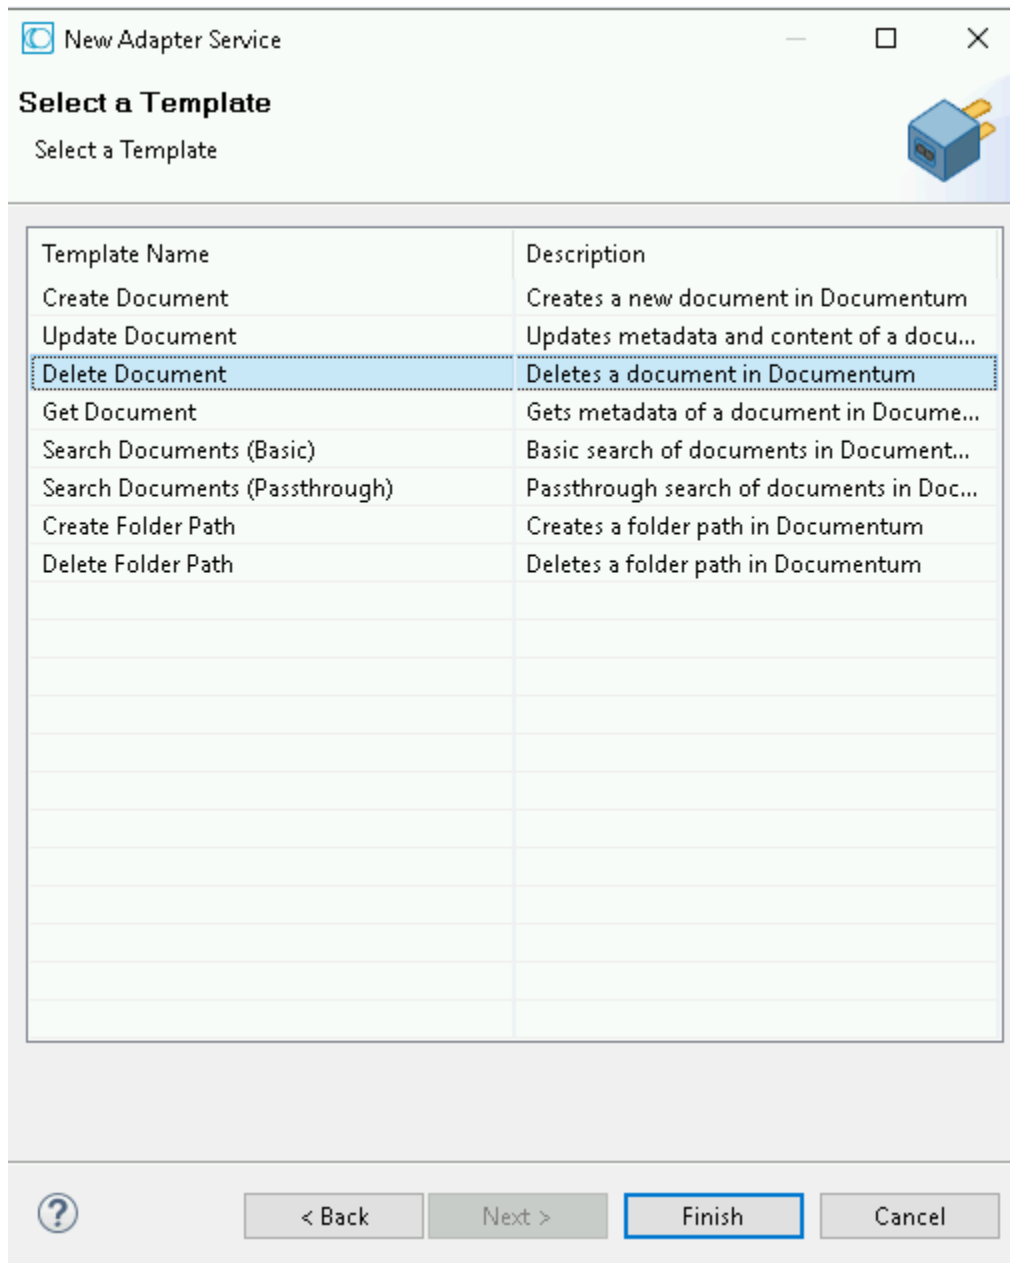 New Adapter Service
Select a Template
Select a Template
Template Name Description
Create Document Creates a new document in Documentum
Update Document Updates metadata and content of a docu...
Delete Document Deletes a document in Documentum
Get Document Gets metadata of a document in Docume...
Search Documents (Basic) Basic search of documents in Document...
Search Documents (Passthrough) Passthrough search of documents in Doc...
Create Folder Path Creates a folder path in Documentum
Delete Folder Path Deletes a folder path in Documentum
? < Back Next > Finish Cancel